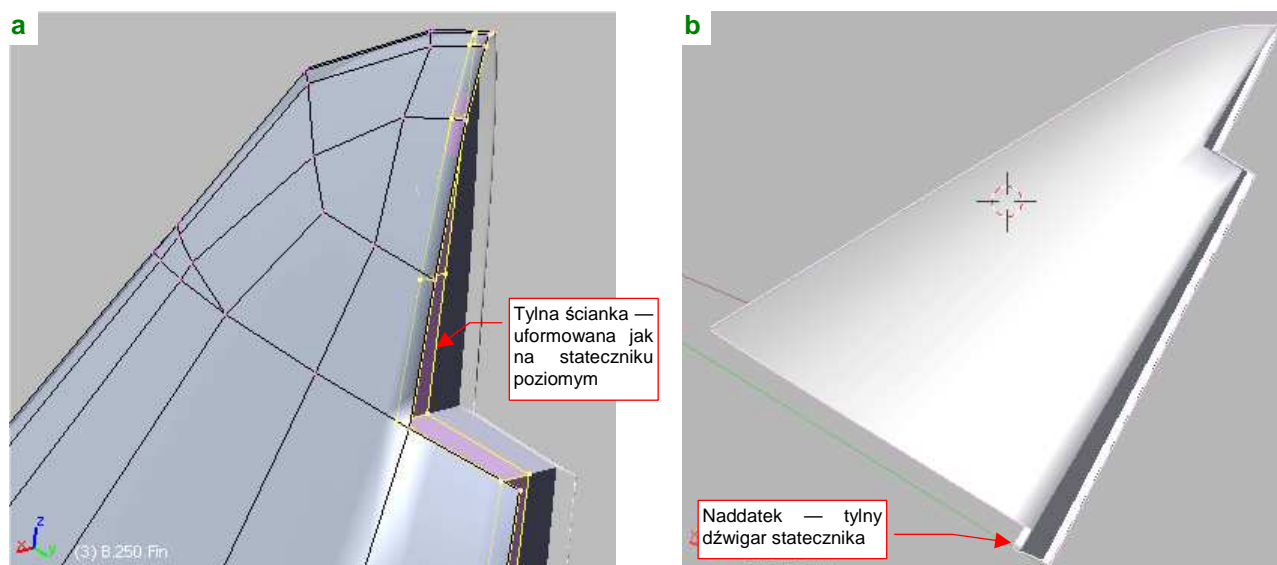 a
b
Tylna ścianka —
uformowana jak
na stateczniku
poziomym
Naddatek — tylny
dźwigar statecznika
z
x
y
(3) B.250.Fin